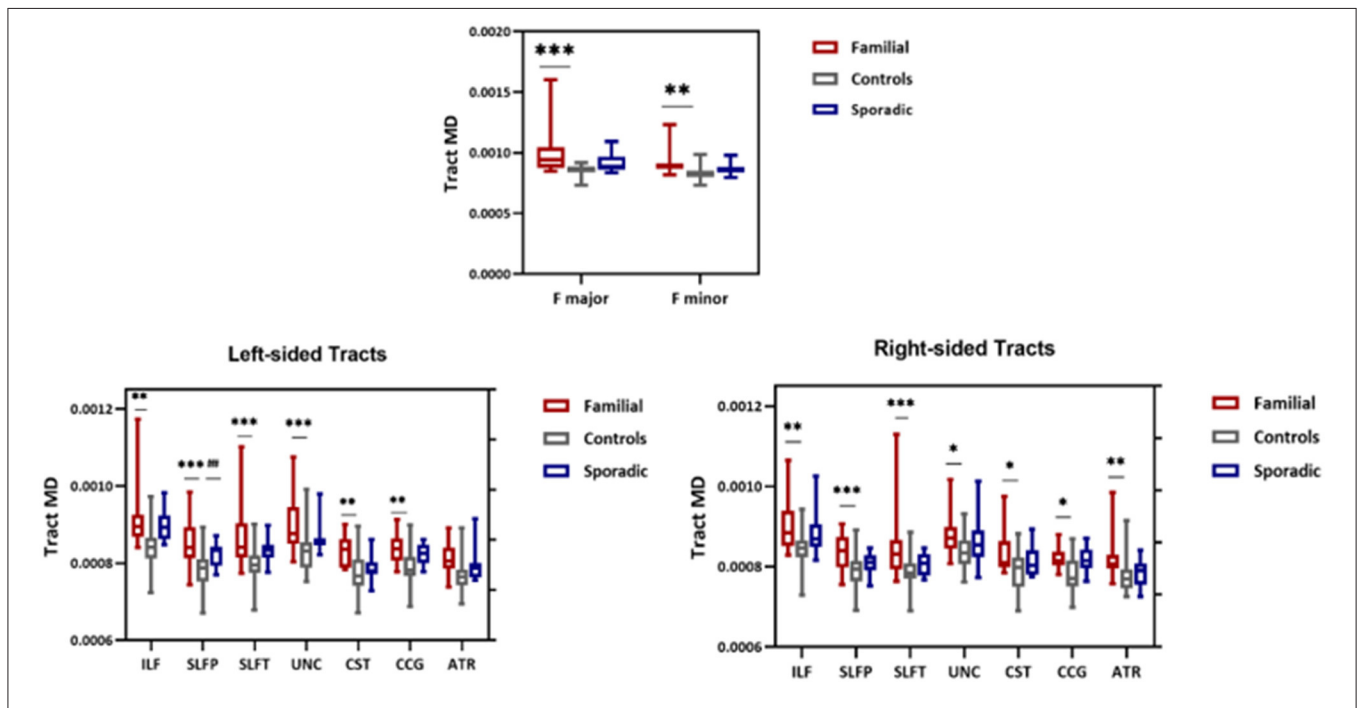 0.0020
0.0015
0.0010
0.0005
0.0000
Tract MD
*** **
F major F minor
Familial
Controls
Sporadic
Left-sided Tracts
0.0012
0.0010
0.0008
0.0006
Tract MD
** *** ### *** *** ** **
ILF SLFP SLFT UNC CST CCG ATR
Familial
Controls
Sporadic
Right-sided Tracts
0.0012
0.0010
0.0008
0.0006
Tract MD
** *** *** * * * **
ILF SLFP SLFT UNC CST CCG ATR
Familial
Controls
Sporadic